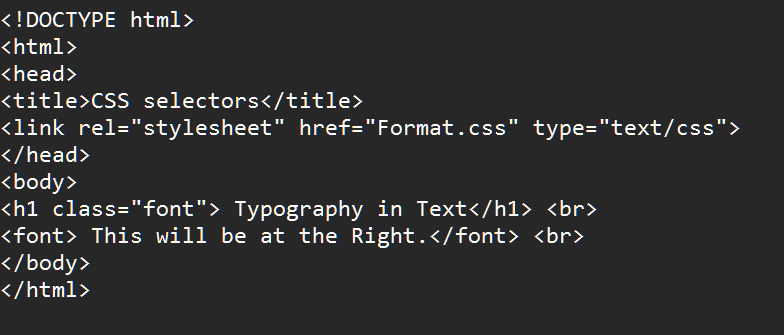 <!DOCTYPE html>
<html>
<head>
<title>CSS selectors</title>
<link rel="stylesheet" href="Format.css" type="text/css">
</head>
<body>
<h1 class="font"> Typography in Text</h1> <br>
<font> This will be at the Right.</font> <br>
</body>
</html>